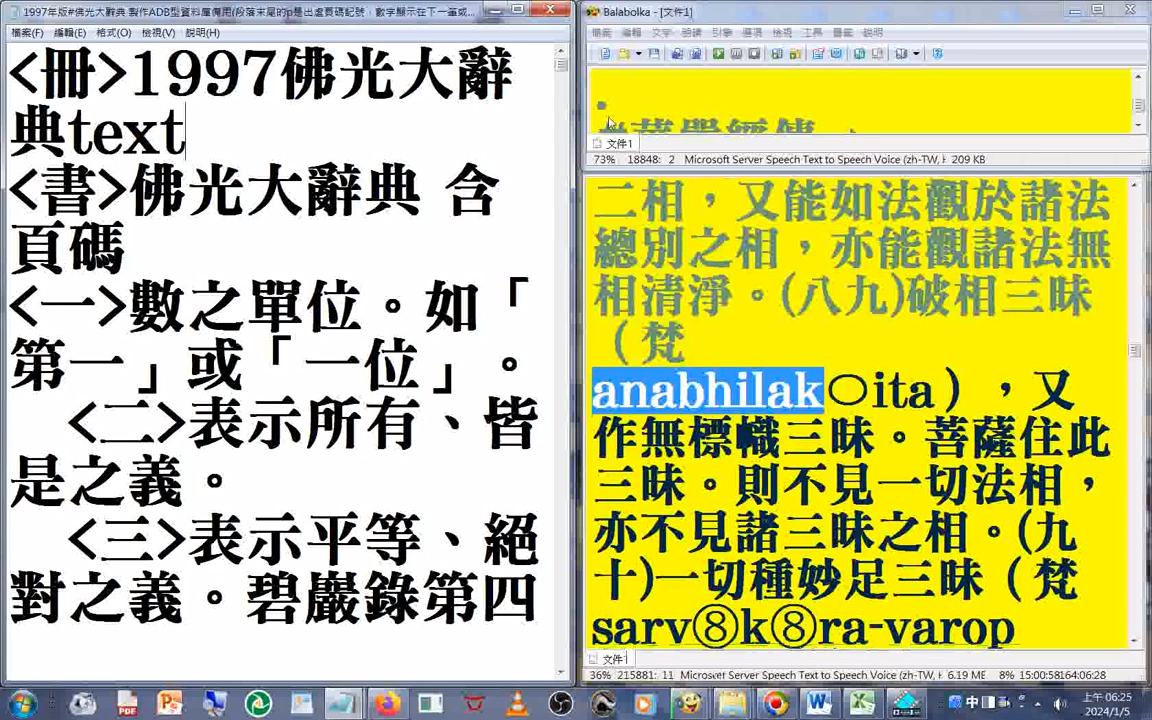 1997年版#佛光大辭典 製作ADB型資料庫備用(段落末尾的p是出處頁碼記號，數字顯示在下一筆或...
檔案(F) 編輯(E) 格式(O) 檢視(V) 說明(H)
<冊>1997佛光大辭
典text
<書>佛光大辭典 含
頁碼
<一>數之單位。如「
第一」或「一位」。
<二>表示所有、皆
是之義。
<三>表示平等、絕
對之義。碧巖錄第四
Balabolka - [文件1]
檔案 編輯 文字 朗讀 引擎 選項 檢視 工具 書籤 說明
文件1
73% 18848: 2 Microsoft Server Speech Text to Speech Voice (zh-TW, H 209 KB
二相，又能如法觀於諸法
總別之相，亦能觀諸法無
相清淨。(八九)破相三昧
（梵
anabhilak○ita），又
作無標幟三昧。菩薩住此
三昧。則不見一切法相，
亦不見諸三昧之相。(九
十)一切種妙足三昧（梵
sarv⑧k⑧ra-varop
文件1
36% 215881: 11 Microsoft Server Speech Text to Speech Voice (zh-TW, H 6.19 ME 8% 15:00:58164:06:28
中
上午 06:25
2024/1/5